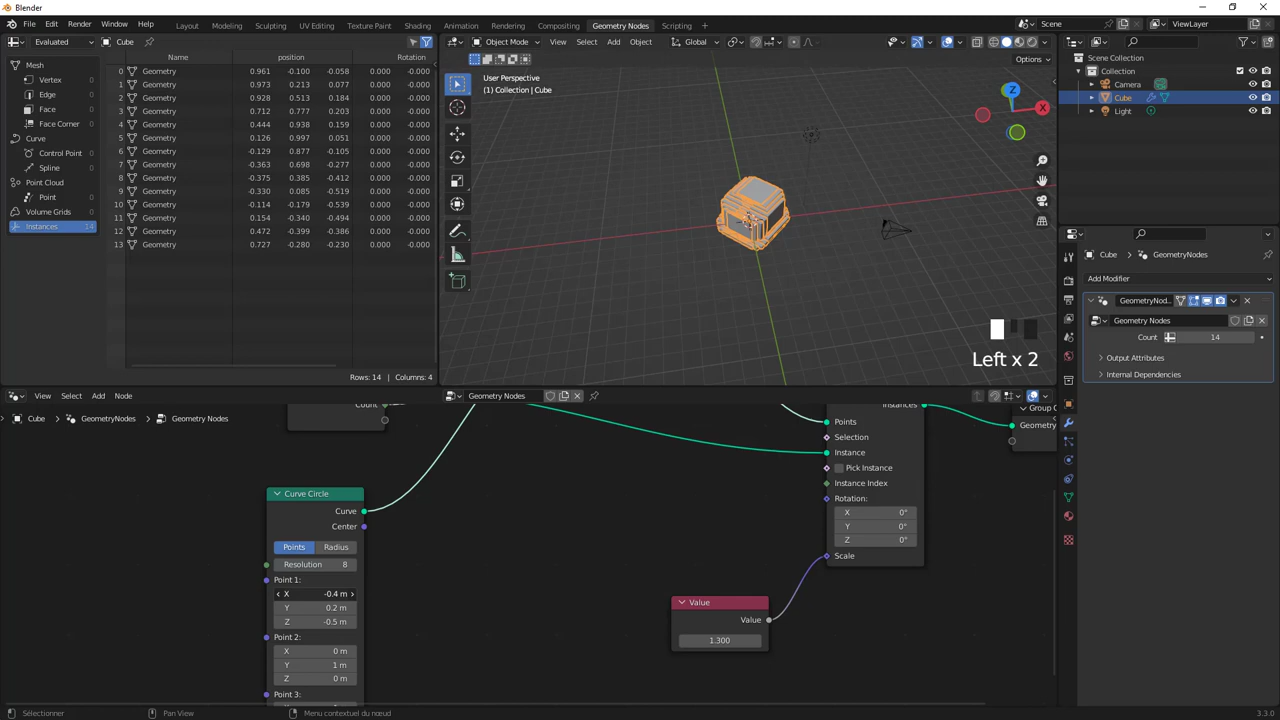 Blender
File Edit Render Window Help Layout Modeling Sculpting UV Editing Texture Paint Shading Animation Rendering Compositing Geometry Nodes Scripting + Scene ViewLayer
Evaluated Cube Object Mode View Select Add Object Global
Options
Name position Rotation
Mesh
Vertex 0
Edge 0
Face 0
Face Corner 0
Curve
Control Point 0
Spline 0
Point Cloud
Point 0
Volume Grids 0
Instances 14
0 Geometry 0.961 -0.100 -0.058 0.000 -0.000
1 Geometry 0.973 0.213 0.077 0.000 -0.000
2 Geometry 0.928 0.513 0.184 0.000 -0.000
3 Geometry 0.712 0.777 0.203 0.000 -0.000
4 Geometry 0.444 0.938 0.159 0.000 -0.000
5 Geometry 0.126 0.997 0.051 0.000 -0.000
6 Geometry -0.129 0.877 -0.105 0.000 -0.000
7 Geometry -0.363 0.698 -0.277 0.000 -0.000
8 Geometry -0.375 0.385 -0.412 0.000 -0.000
9 Geometry -0.330 0.085 -0.519 0.000 -0.000
10 Geometry -0.114 -0.179 -0.539 0.000 -0.000
11 Geometry 0.154 -0.340 -0.494 0.000 -0.000
12 Geometry 0.472 -0.399 -0.386 0.000 -0.000
13 Geometry 0.727 -0.280 -0.230 0.000 -0.000
Rows: 14 | Columns: 4
User Perspective
(1) Collection | Cube
Z
X
Left x 2
Scene Collection
Collection
Camera
Cube
Light
Cube > GeometryNodes
Add Modifier
GeometryNod..
Geometry Nodes
Count 14
Output Attributes
Internal Dependencies
View Select Add Node Geometry Nodes
Cube > GeometryNodes > Geometry Nodes
Count
Instances
Points
Selection
Instance
Pick Instance
Instance Index
Rotation:
X 0°
Y 0°
Z 0°
Scale
Geometry
Curve Circle
Curve
Center
Points Radius
Resolution 8
Point 1:
X -0.4 m
Y 0.2 m
Z -0.5 m
Point 2:
X 0 m
Y 1 m
Z 0 m
Point 3:
Value
Value
1.300
Sélectionner Pan View Menu contextuel du nœud 3.3.0